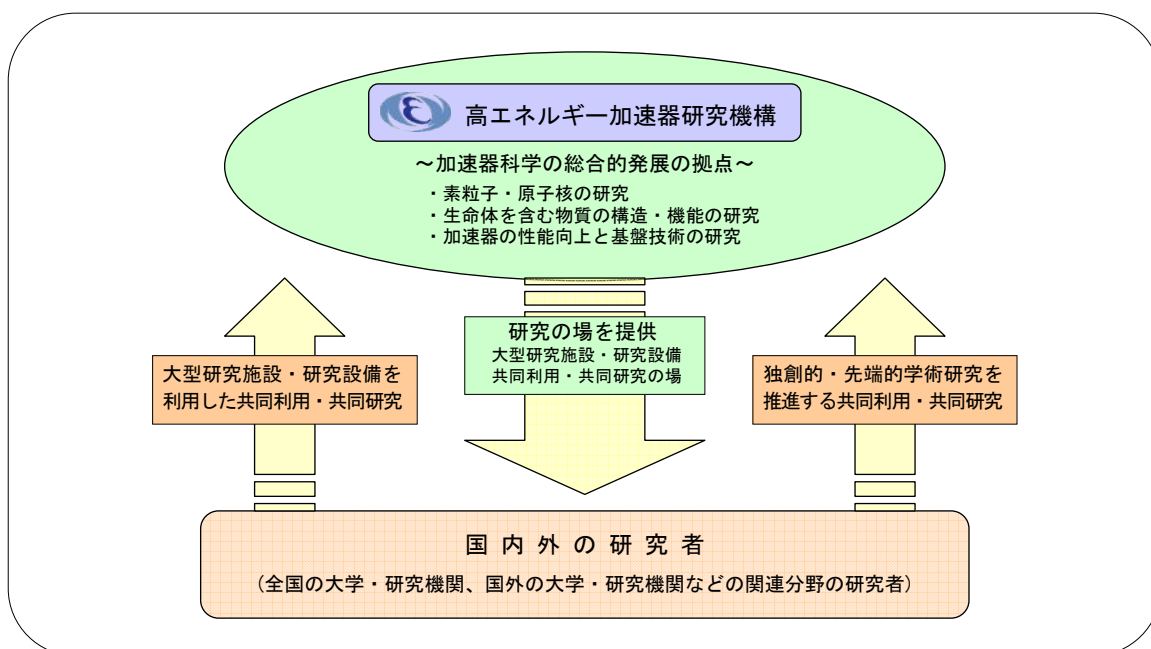 高エネルギー加速器研究機構
～加速器科学の総合的発展の拠点～
・素粒子・原子核の研究
・生命体を含む物質の構造・機能の研究
・加速器の性能向上と基盤技術の研究
研究の場を提供
大型研究施設・研究設備
共同利用・共同研究の場
大型研究施設・研究設備を
利用した共同利用・共同研究
独創的・先端的学術研究を
推進する共同利用・共同研究
国内外の研究者
（全国の大学・研究機関、国外の大学・研究機関などの関連分野の研究者）